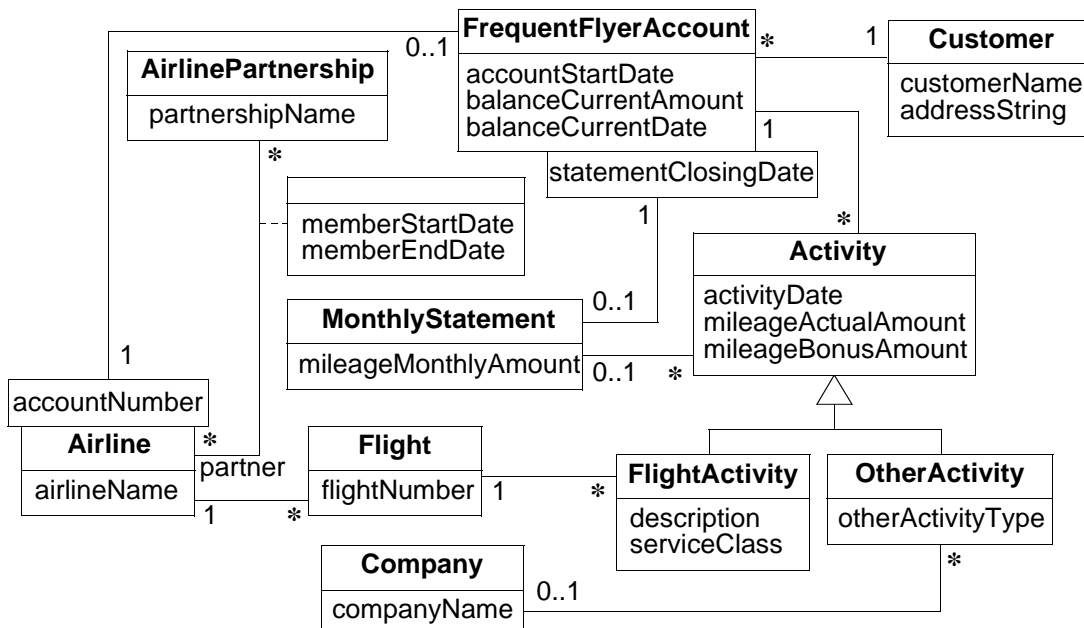 FrequentFlyerAccount
accountStartDate
balanceCurrentAmount
balanceCurrentDate
statementClosingDate
0..1
*
1
Customer
customerName
addressString
AirlinePartnership
partnershipName
*
1
memberStartDate
memberEndDate
1
*
Activity
activityDate
mileageActualAmount
mileageBonusAmount
0..1
MonthlyStatement
mileageMonthlyAmount
0..1
*
1
accountNumber
Airline
airlineName
*
partner
1
*
Flight
flightNumber
1
*
FlightActivity
description
serviceClass
OtherActivity
otherActivityType
*
Company
companyName
0..1